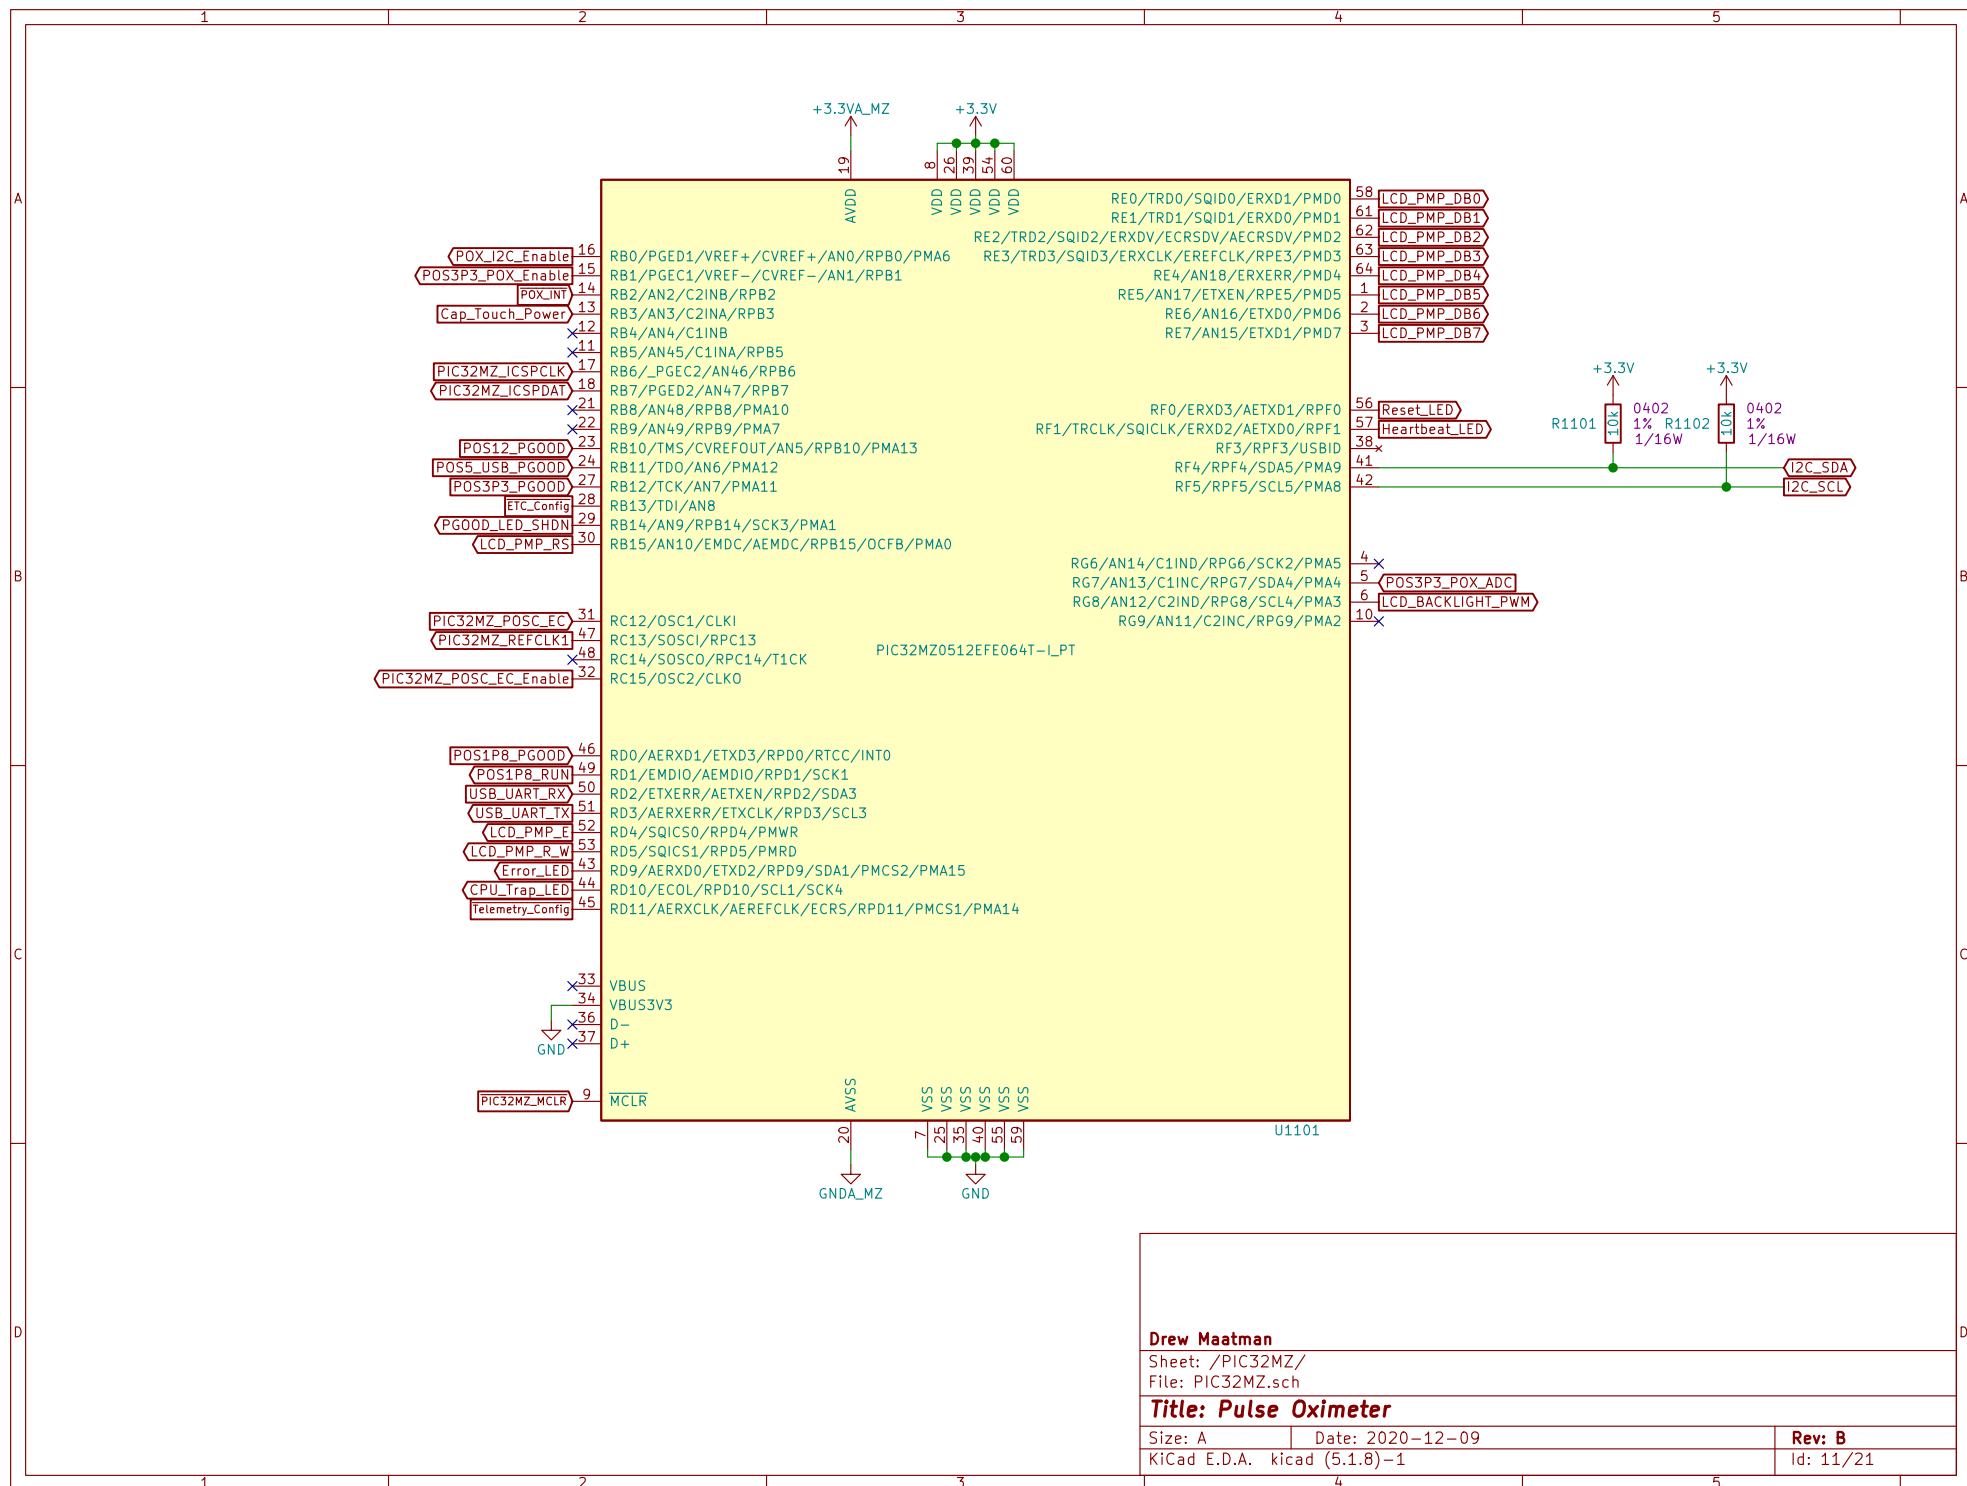 1 2 3 4 5
+3.3VA_MZ +3.3V
19 8 26 39 54 60
AVDD VDD VDD VDD VDD VDD
A A
RE0/TRD0/SQID0/ERXD1/PMD0 58 LCD_PMP_DB0
RE1/TRD1/SQID1/ERXD0/PMD1 61 LCD_PMP_DB1
RE2/TRD2/SQID2/ERXDV/ECRSDV/AECRSDV/PMD2 62 LCD_PMP_DB2
POX_I2C_Enable 16 RB0/PGED1/VREF+/CVREF+/AN0/RPB0/PMA6 RE3/TRD3/SQID3/ERXCLK/EREFCLK/RPE3/PMD3 63 LCD_PMP_DB3
POS3P3_POX_Enable 15 RB1/PGEC1/VREF-/CVREF-/AN1/RPB1 RE4/AN18/ERXERR/PMD4 64 LCD_PMP_DB4
POX_INT 14 RB2/AN2/C2INB/RPB2 RE5/AN17/ETXEN/RPE5/PMD5 1 LCD_PMP_DB5
Cap_Touch_Power 13 RB3/AN3/C2INA/RPB3 RE6/AN16/ETXD0/PMD6 2 LCD_PMP_DB6
12 RB4/AN4/C1INB RE7/AN15/ETXD1/PMD7 3 LCD_PMP_DB7
11 RB5/AN45/C1INA/RPB5
PIC32MZ_ICSPCLK 17 RB6/_PGEC2/AN46/RPB6 +3.3V +3.3V
PIC32MZ_ICSPDAT 18 RB7/PGED2/AN47/RPB7
21 RB8/AN48/RPB8/PMA10 RF0/ERXD3/AETXD1/RPF0 56 Reset_LED 0402 0402
22 RB9/AN49/RPB9/PMA7 RF1/TRCLK/SQICLK/ERXD2/AETXD0/RPF1 57 Heartbeat_LED R1101 10k 1% R1102 10k 1%
1/16W 1/16W
POS12_PGOOD 23 RB10/TMS/CVREFOUT/AN5/RPB10/PMA13 RF3/RPF3/USBID 38
POS5_USB_PGOOD 24 RB11/TDO/AN6/PMA12 RF4/RPF4/SDA5/PMA9 41 I2C_SDA
POS3P3_PGOOD 27 RB12/TCK/AN7/PMA11 RF5/RPF5/SCL5/PMA8 42 I2C_SCL
ETC_Config 28 RB13/TDI/AN8
PGOOD_LED_SHDN 29 RB14/AN9/RPB14/SCK3/PMA1
LCD_PMP_RS 30 RB15/AN10/EMDC/AEMDC/RPB15/OCFB/PMA0
RG6/AN14/C1IND/RPG6/SCK2/PMA5 4
B B
RG7/AN13/C1INC/RPG7/SDA4/PMA4 5 POS3P3_POX_ADC
RG8/AN12/C2IND/RPG8/SCL4/PMA3 6 LCD_BACKLIGHT_PWM
PIC32MZ_POSC_EC 31 RC12/OSC1/CLKI RG9/AN11/C2INC/RPG9/PMA2 10
PIC32MZ_REFCLK1 47 RC13/SOSCI/RPC13
PIC32MZ0512EFE064T-I_PT
48 RC14/SOSCO/RPC14/T1CK
PIC32MZ_POSC_EC_Enable 32 RC15/OSC2/CLKO
POS1P8_PGOOD 46 RD0/AERXD1/ETXD3/RPD0/RTCC/INT0
POS1P8_RUN 49 RD1/EMDIO/AEMDIO/RPD1/SCK1
USB_UART_RX 50 RD2/ETXERR/AETXEN/RPD2/SDA3
USB_UART_TX 51 RD3/AERXERR/ETXCLK/RPD3/SCL3
LCD_PMP_E 52 RD4/SQICS0/RPD4/PMWR
LCD_PMP_R_W 53 RD5/SQICS1/RPD5/PMRD
Error_LED 43 RD9/AERXD0/ETXD2/RPD9/SDA1/PMCS2/PMA15
CPU_Trap_LED 44 RD10/ECOL/RPD10/SCL1/SCK4
Telemetry_Config 45 RD11/AERXCLK/AEREFCLK/ECRS/RPD11/PMCS1/PMA14
C C
33 VBUS
34 VBUS3V3
36 D-
GND 37 D+
PIC32MZ_MCLR 9 MCLR
AVSS VSS VSS VSS VSS VSS VSS
20 7 25 35 40 55 59
U1101
GNDA_MZ GND
D D
Drew Maatman
Sheet: /PIC32MZ/
File: PIC32MZ.sch
Title: Pulse Oximeter
Size: A Date: 2020-12-09 Rev: B
KiCad E.D.A. kicad (5.1.8)-1 Id: 11/21
1 2 3 4 5